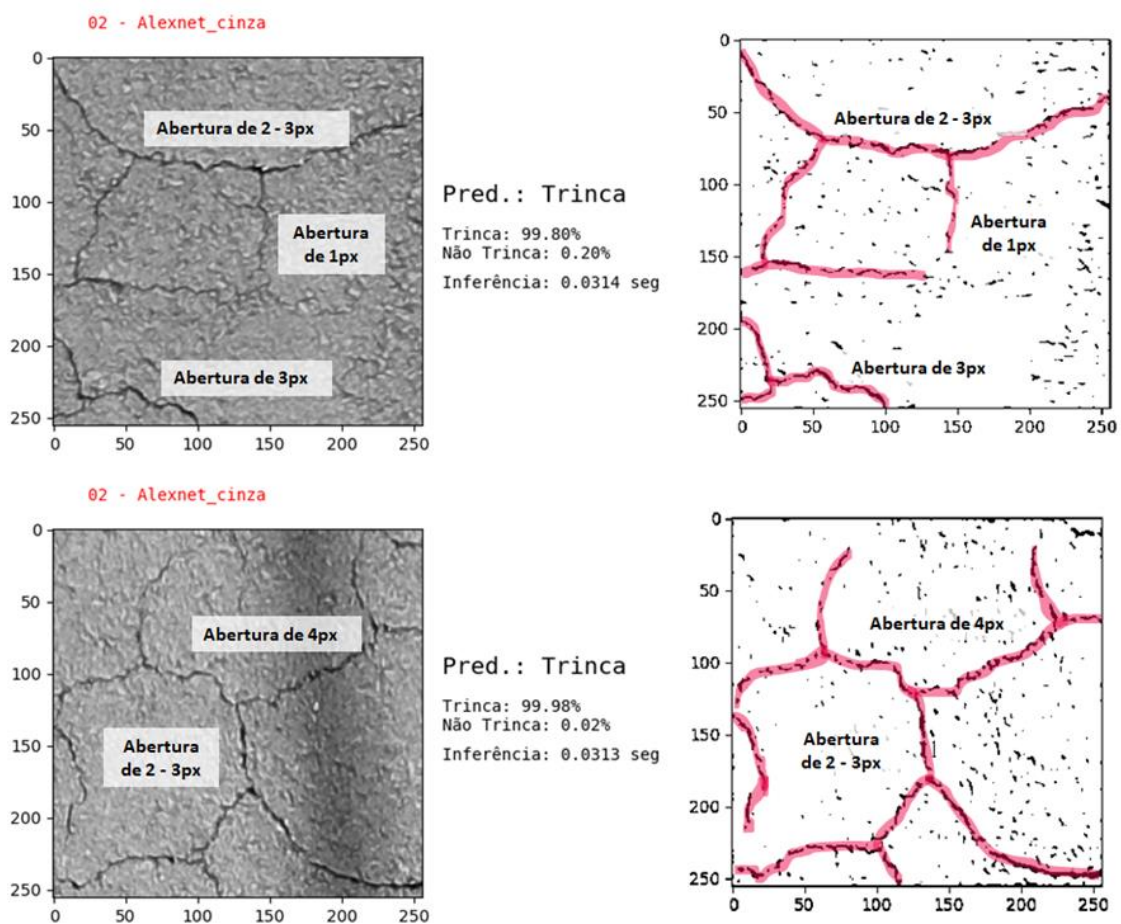 02 - Alexnet_cinza
0
50
100
150
200
250
0 50 100 150 200 250
Abertura de 2 - 3px
Abertura
de 1px
Abertura de 3px
Pred.: Trinca
Trinca: 99.80%
Não Trinca: 0.20%
Inferência: 0.0314 seg
0
50
100
150
200
250
0 50 100 150 200 250
Abertura de 2 - 3px
Abertura
de 1px
Abertura de 3px
02 - Alexnet_cinza
0
50
100
150
200
250
0 50 100 150 200 250
Abertura de 4px
Abertura
de 2 - 3px
Pred.: Trinca
Trinca: 99.98%
Não Trinca: 0.02%
Inferência: 0.0313 seg
0
50
100
150
200
250
0 50 100 150 200 250
Abertura de 4px
Abertura
de 2 - 3px